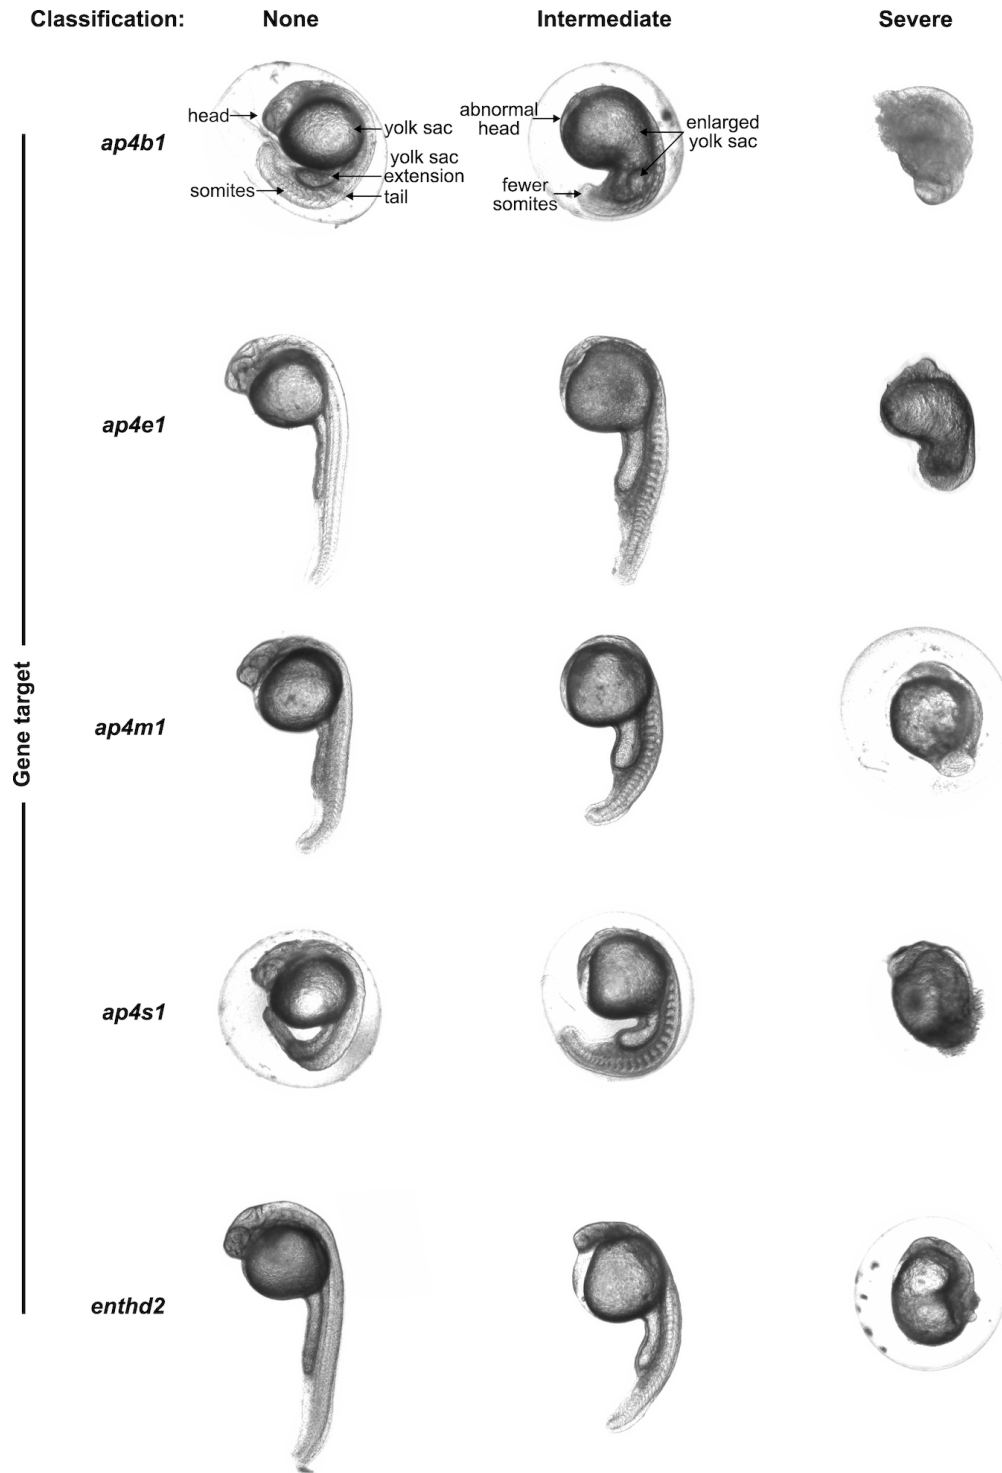 Classification: None Intermediate Severe
ap4b1
head
yolk sac
yolk sac
extension
somites
tail
abnormal
head
enlarged
yolk sac
fewer
somites
ap4e1
Gene target
ap4m1
ap4s1
enthd2